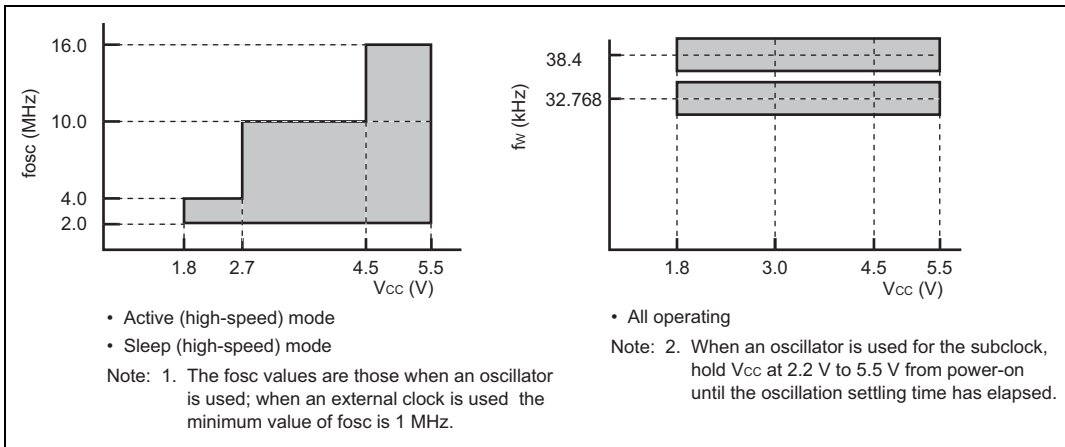 16.0
10.0
4.0
2.0
fosc (MHz)
1.8 2.7 4.5 5.5
Vcc (V)
• Active (high-speed) mode
• Sleep (high-speed) mode
Note: 1. The fosc values are those when an oscillator
is used; when an external clock is used the
minimum value of fosc is 1 MHz.
38.4
32.768
fw (kHz)
1.8 3.0 4.5 5.5
Vcc (V)
• All operating
Note: 2. When an oscillator is used for the subclock,
hold Vcc at 2.2 V to 5.5 V from power-on
until the oscillation settling time has elapsed.